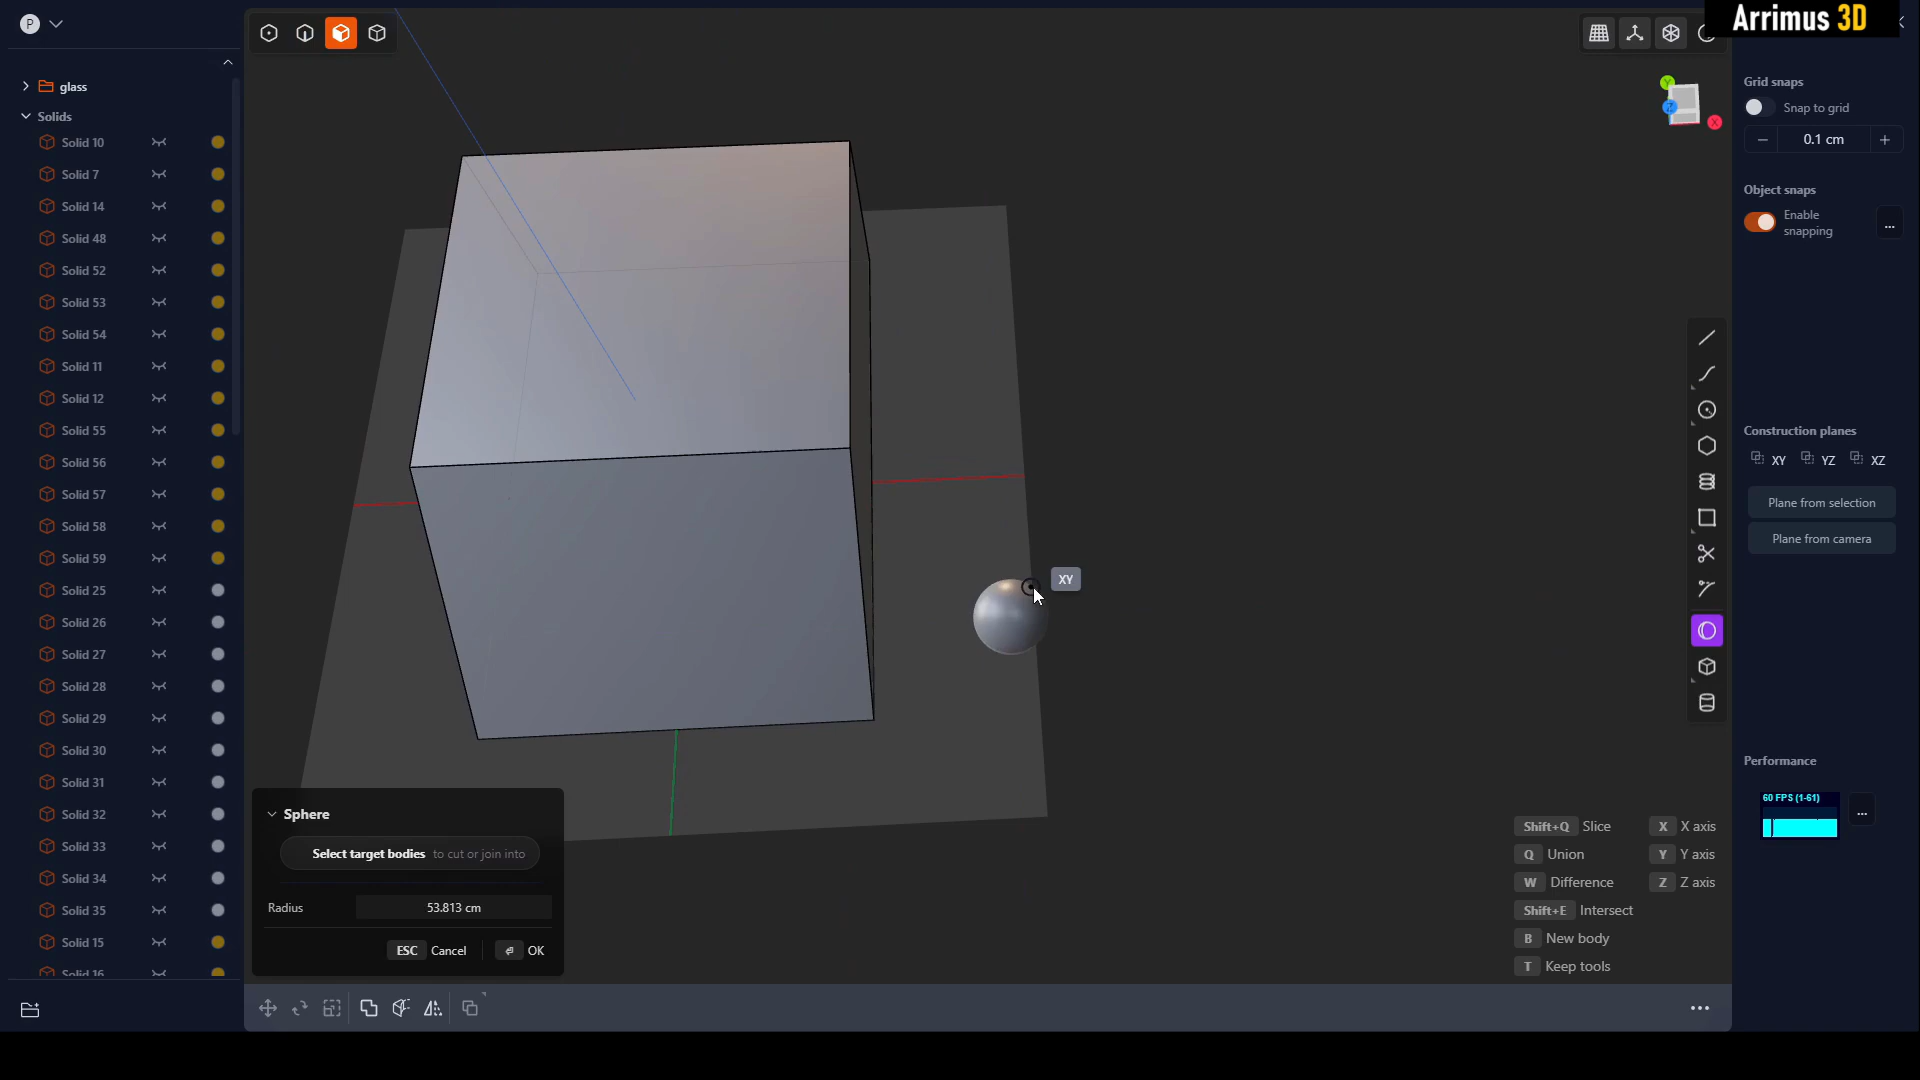 P
Arrimus 3D
glass
Solids
Solid 10
Solid 7
Solid 14
Solid 48
Solid 52
Solid 53
Solid 54
Solid 11
Solid 12
Solid 55
Solid 56
Solid 57
Solid 58
Solid 59
Solid 25
Solid 26
Solid 27
Solid 28
Solid 29
Solid 30
Solid 31
Solid 32
Solid 33
Solid 34
Solid 35
Solid 15
Solid 16
Y
Z
X
XY
Sphere
Select target bodies to cut or join into
Radius 53.813 cm
ESC Cancel OK
Shift+Q Slice X X axis
Q Union Y Y axis
W Difference Z Z axis
Shift+E Intersect
B New body
T Keep tools
Grid snaps
Snap to grid
0.1 cm
Object snaps
Enable
snapping
...
Construction planes
XY YZ XZ
Plane from selection
Plane from camera
Performance
60 FPS (1-61)
...